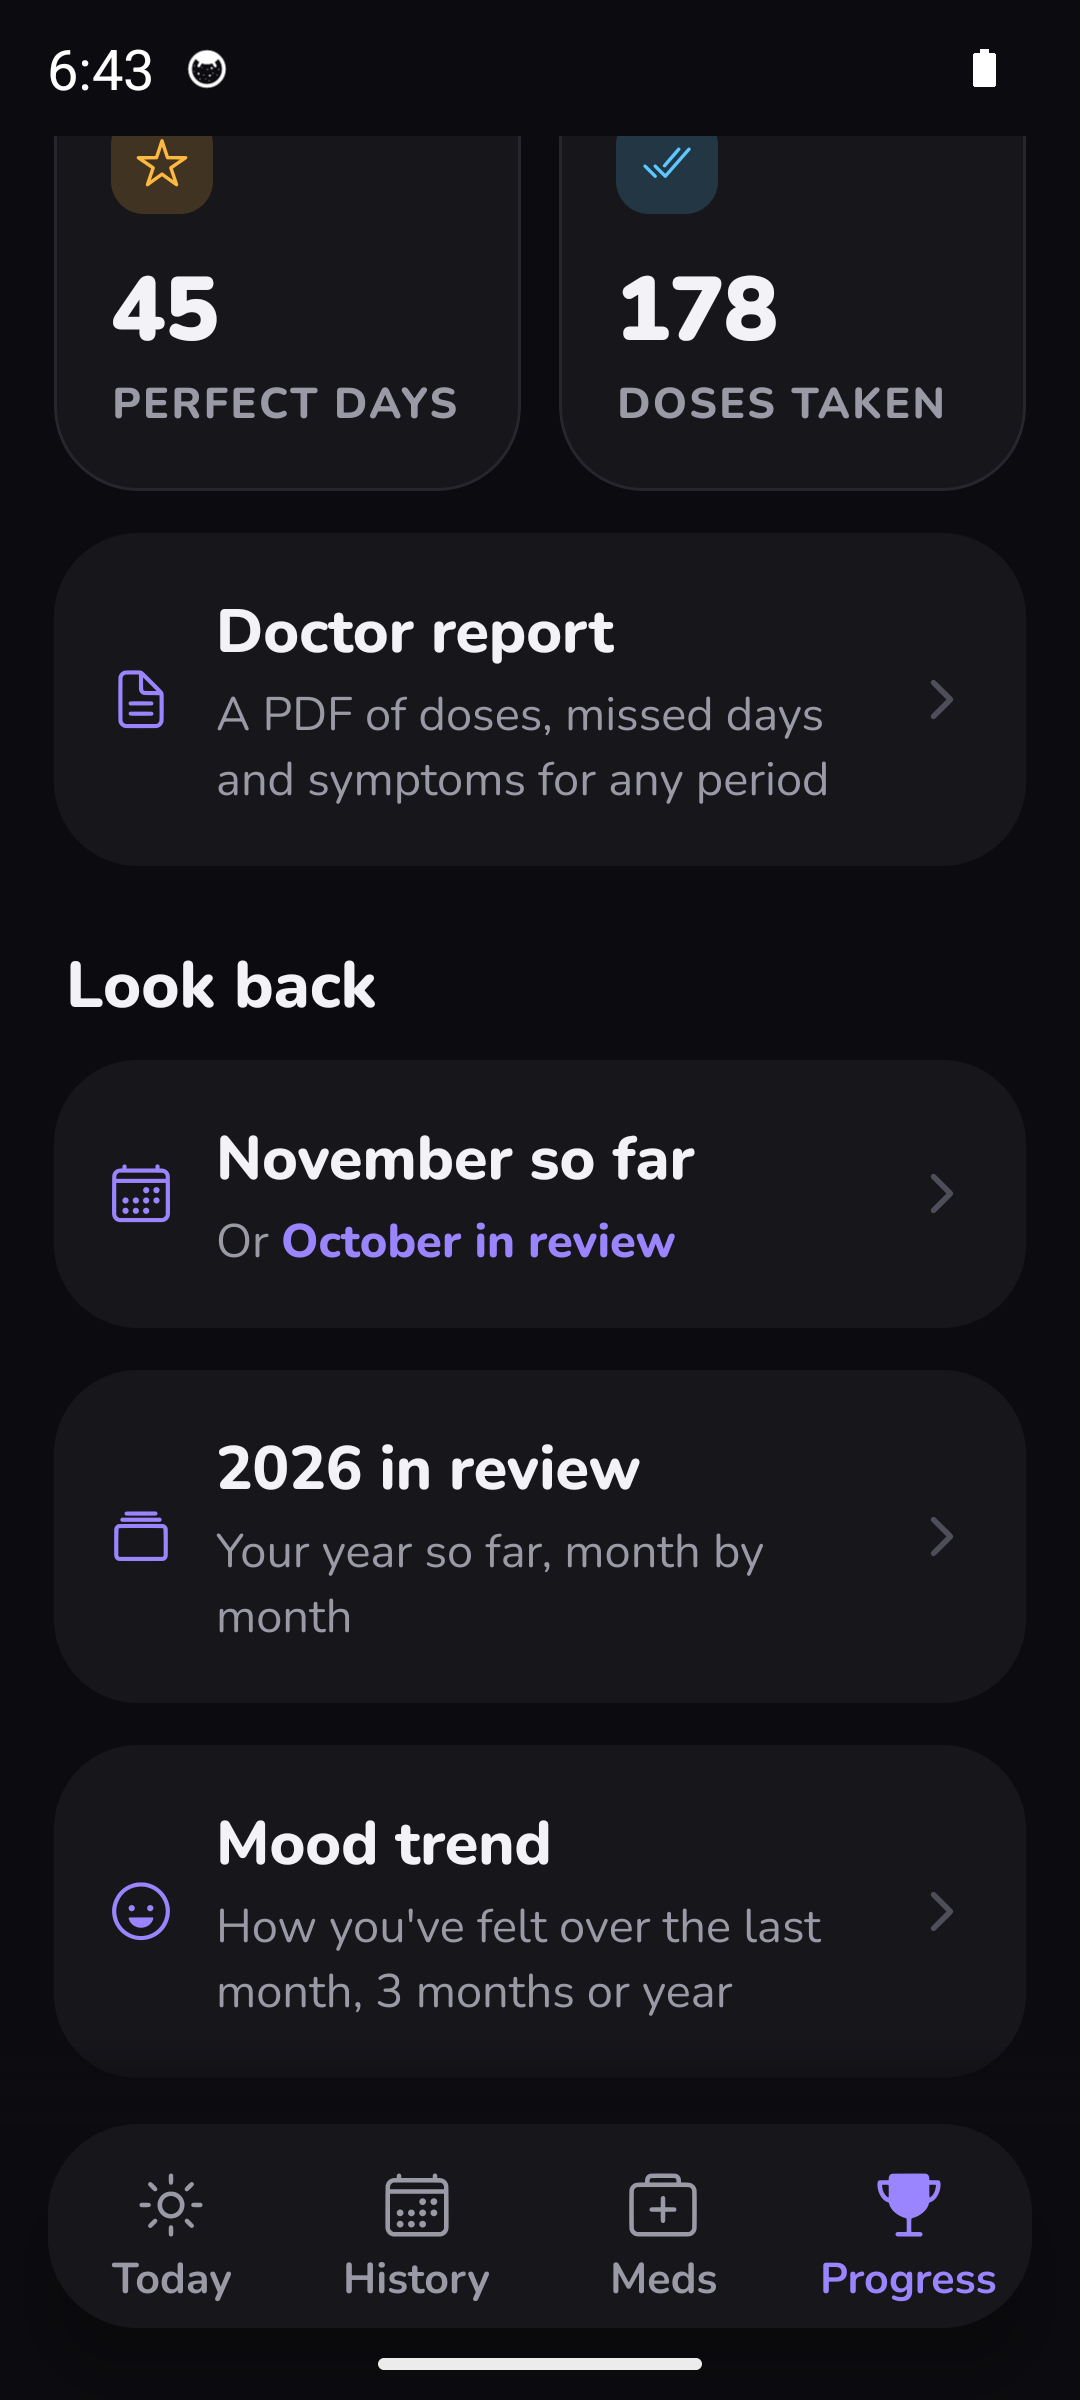 6:43
45
PERFECT DAYS
178
DOSES TAKEN
Doctor report
A PDF of doses, missed days
and symptoms for any period
Look back
November so far
Or October in review
2026 in review
Your year so far, month by
month
Mood trend
How you've felt over the last
month, 3 months or year
Today
History
Meds
Progress